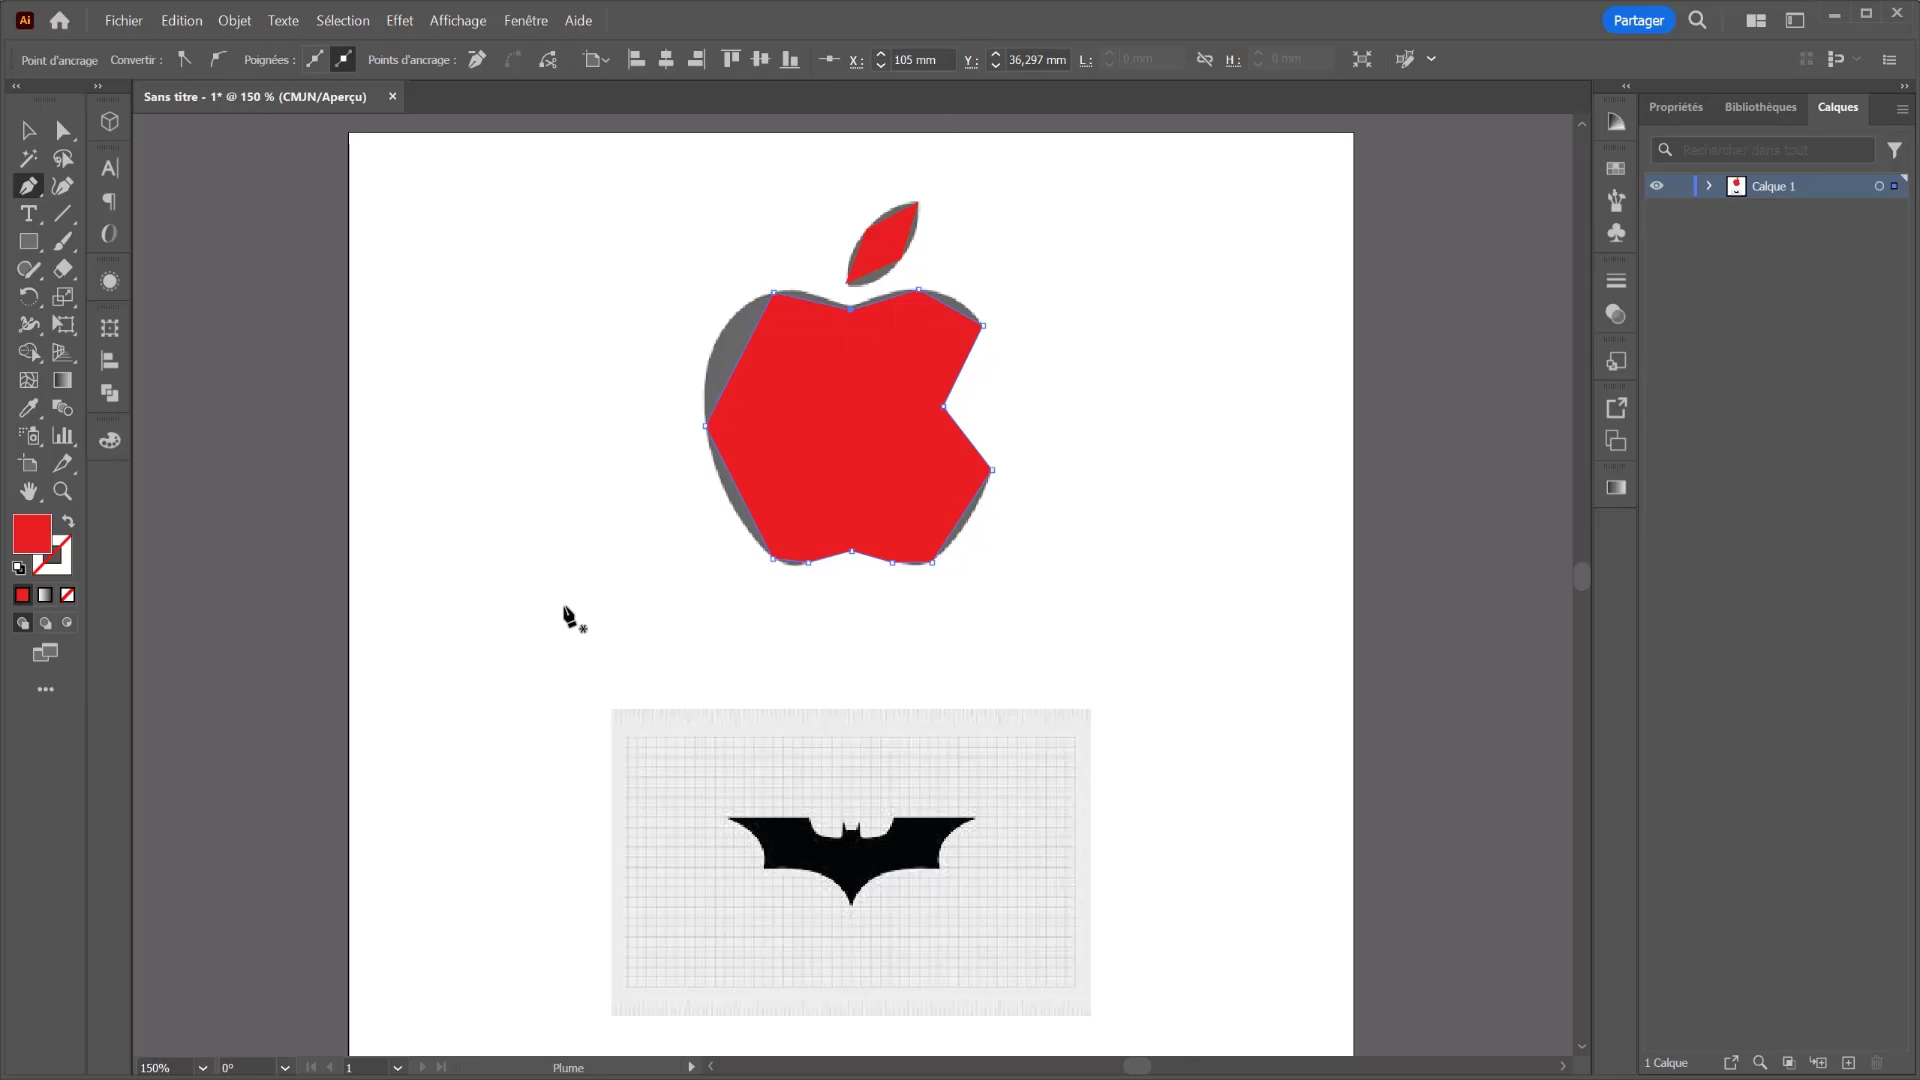 Ai Fichier Edition Objet Texte Sélection Effet Affichage Fenêtre Aide Partager
Point d'ancrage Convertir : Poignées : Points d'ancrage : X : 105 mm Y : 36,297 mm L : 0 mm H : 0 mm
Sans titre - 1* @ 150 % (CMJN/Aperçu)
Propriétés Bibliothèques Calques
Rechercher dans tout
Calque 1
150% 0° 1 Plume
1 Calque